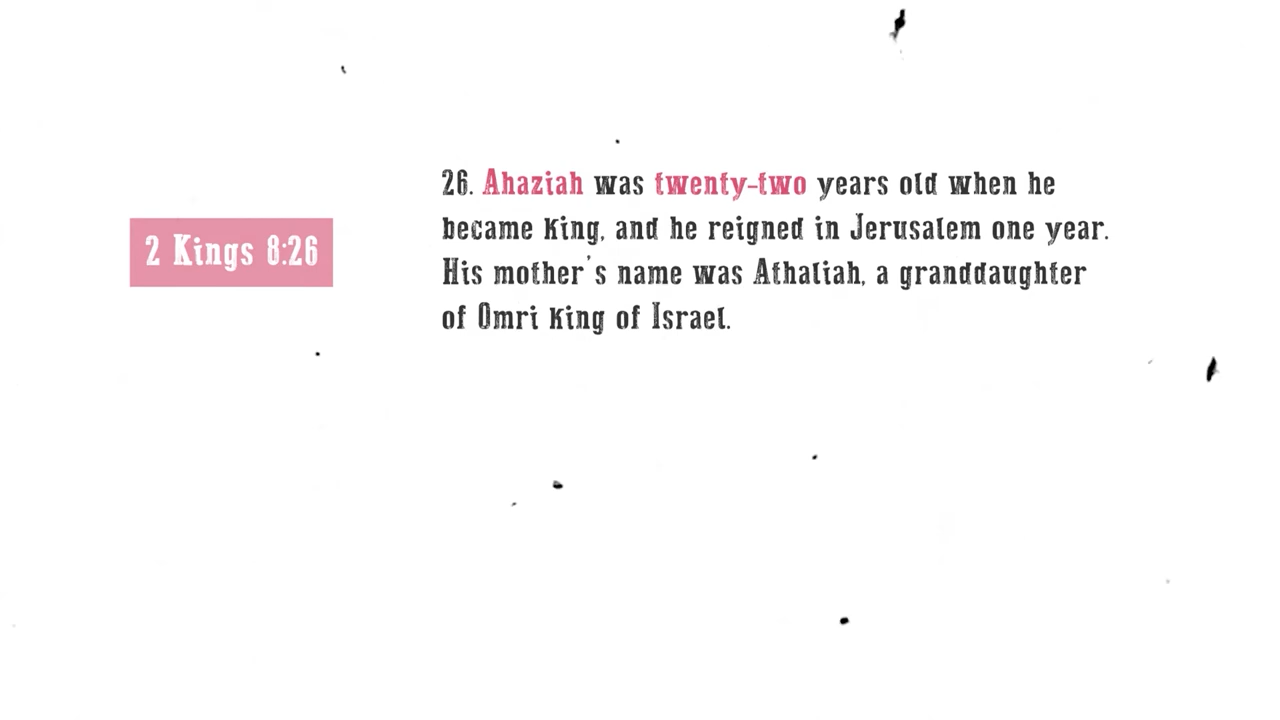 2 Kings 8:26
26. Ahaziah was twenty-two years old when he
became king, and he reigned in Jerusalem one year.
His mother's name was Athaliah, a granddaughter
of Omri king of Israel.